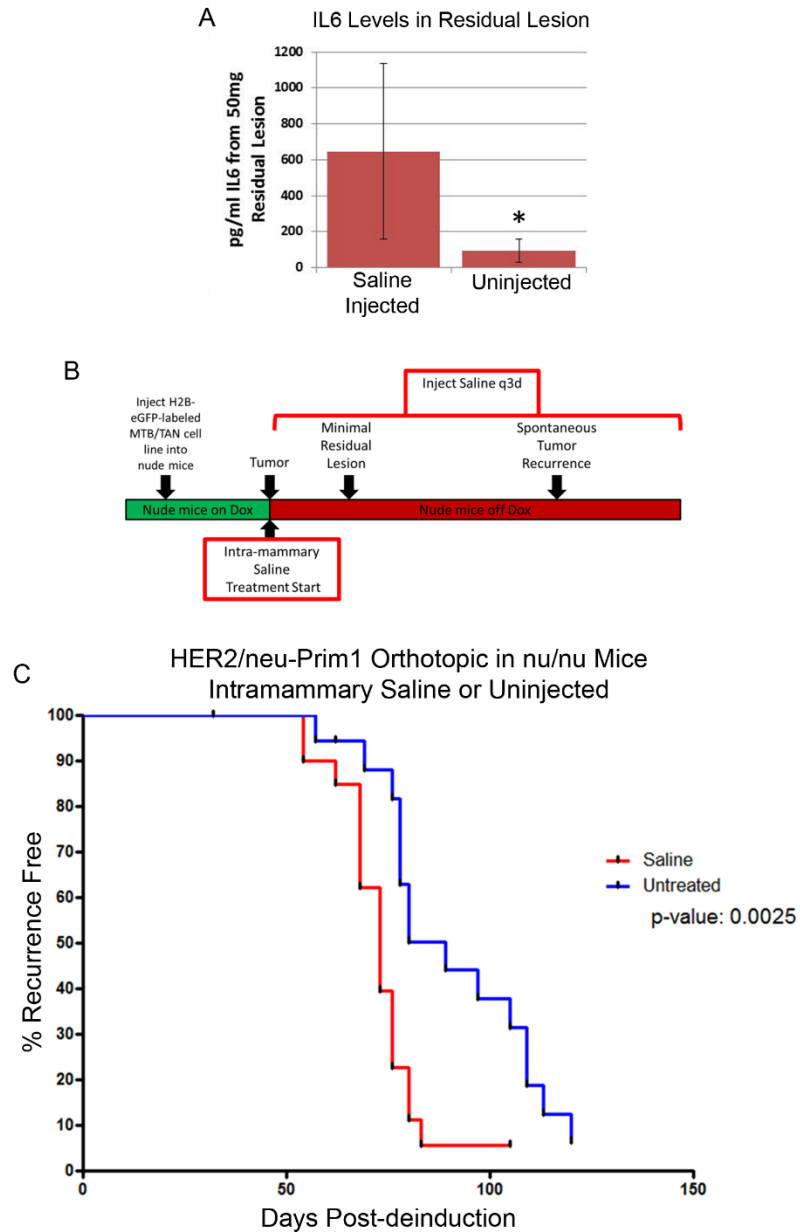 A
IL6 Levels in Residual Lesion
pg/ml IL6 from 50mg
Residual Lesion
1200
1000
800
600
400
200
0
*
Saline
Injected
Uninjected
B
Inject Saline q3d
Inject H2B-
eGFP-labeled
MTB/TAN cell
line into
nude mice
Tumor
Minimal
Residual
Lesion
Spontaneous
Tumor
Recurrence
Nude mice on Dox
Nude mice off Dox
Intra-mammary
Saline
Treatment Start
C
HER2/neu-Prim1 Orthotopic in nu/nu Mice
Intramammary Saline or Uninjected
% Recurrence Free
100
90
80
70
60
50
40
30
20
10
0
Saline
Untreated
p-value: 0.0025
0
50
100
150
Days Post-deinduction